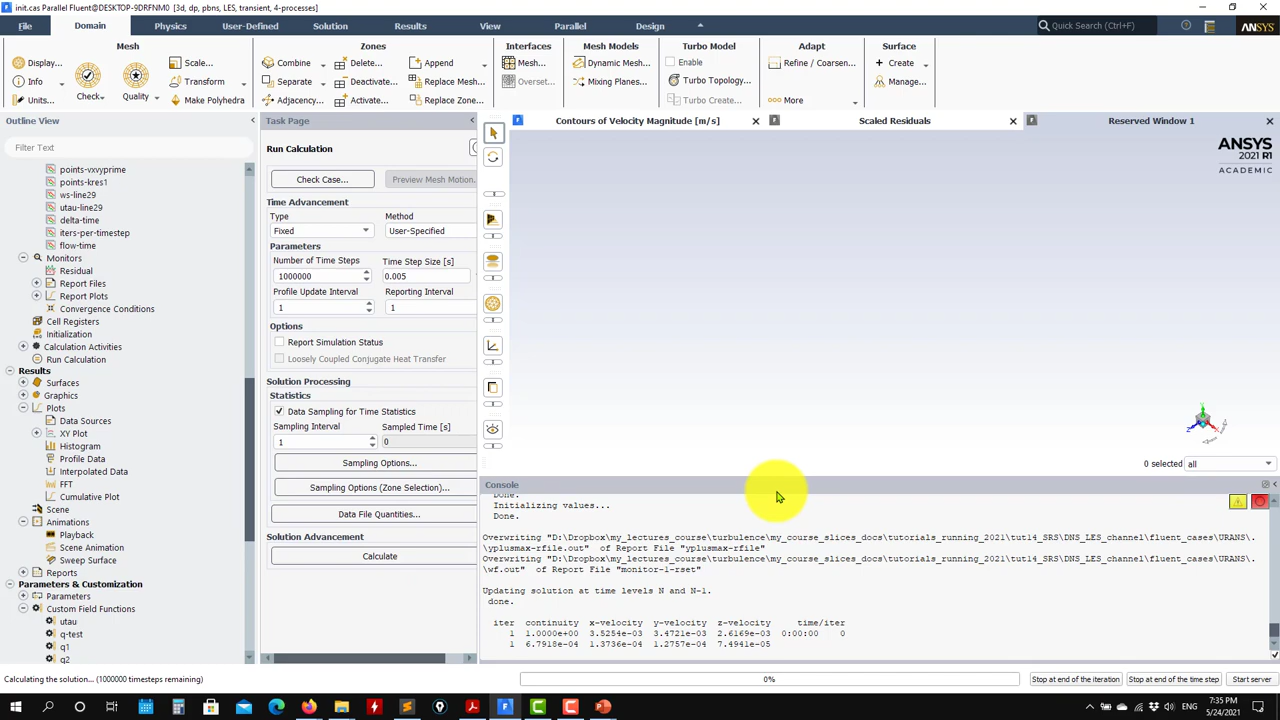 init.cas Parallel Fluent@DESKTOP-9DRFNM0 [3d, dp, pbns, LES, transient, 4-processes]
File Domain Physics User-Defined Solution Results View Parallel Design Quick Search (Ctrl+F) ANSYS
Mesh Zones Interfaces Mesh Models Turbo Model Adapt Surface
Display... Scale... Combine Delete... Append Mesh... Dynamic Mesh... Enable Refine / Coarsen... Create
Info Check Quality Transform Separate Deactivate... Replace Mesh... Overset... Mixing Planes... Turbo Topology... Manage...
Units... Make Polyhedra Adjacency... Activate... Replace Zone... Turbo Create... More
Outline View
Filter Text
points-vxvyprime
points-kres1
ws-line29
utau-line29
delta-time
iters-per-timestep
flow-time
Monitors
Residual
Report Files
Report Plots
Convergence Conditions
Cell Registers
Initialization
Calculation Activities
Run Calculation
Results
Surfaces
Graphics
Plots
Data Sources
XY Plot
Histogram
Profile Data
Interpolated Data
FFT
Cumulative Plot
Scene
Animations
Playback
Scene Animation
Sweep Surface
Reports
Parameters & Customization
Parameters
Custom Field Functions
utau
q-test
q1
q2
Task Page
Run Calculation
Check Case... Preview Mesh Motion.
Time Advancement
Type Method
Fixed User-Specified
Parameters
Number of Time Steps Time Step Size [s]
1000000 0.005
Profile Update Interval Reporting Interval
1 1
Options
Report Simulation Status
Loosely Coupled Conjugate Heat Transfer
Solution Processing
Statistics
Data Sampling for Time Statistics
Sampling Interval Sampled Time [s]
1 0
Sampling Options...
Sampling Options (Zone Selection)...
Data File Quantities...
Solution Advancement
Calculate
Contours of Velocity Magnitude [m/s] Scaled Residuals Reserved Window 1
ANSYS
2021 R1
ACADEMIC
0 selected all
Console
Done.
Initializing values...
Done.
Overwriting "D:\Dropbox\my_lectures_course\turbulence\my_course_slices_docs\tutorials_running_2021\tut14_SRS\DNS_LES_channel\fluent_cases\URANS\.
\yplusmax-rfile.out" of Report File "yplusmax-rfile"
Overwriting "D:\Dropbox\my_lectures_course\turbulence\my_course_slices_docs\tutorials_running_2021\tut14_SRS\DNS_LES_channel\fluent_cases\URANS\.
\wf.out" of Report File "monitor-1-rset"
Updating solution at time levels N and N-1.
done.
iter continuity x-velocity y-velocity z-velocity time/iter
1 1.0000e+00 3.5254e-03 3.4721e-03 2.6169e-03 0:00:00 0
1 6.7918e-04 1.3736e-04 1.2757e-04 7.4941e-05
Calculating the solution... (1000000 timesteps remaining) 0% Stop at end of the iteration Stop at end of the time step Start server
ENG 7:35 PM
5/24/2021